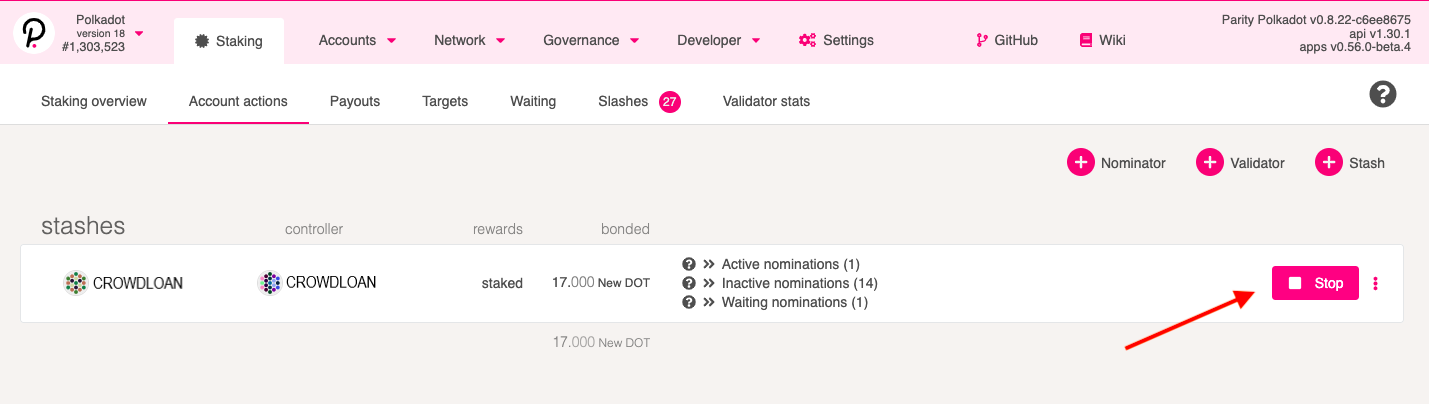 Polkadot
version 18
#1,303,523
Staking
Accounts
Network
Governance
Developer
Settings
GitHub
Wiki
Parity Polkadot v0.8.22-c6ee8675
api v1.30.1
apps v0.56.0-beta.4
Staking overview
Account actions
Payouts
Targets
Waiting
Slashes 27
Validator stats
?
+ Nominator
+ Validator
+ Stash
stashes
controller
rewards
bonded
CROWDLOAN
CROWDLOAN
staked
17.000 New DOT
? Active nominations (1)
? Inactive nominations (14)
? Waiting nominations (1)
Stop
17.000 New DOT